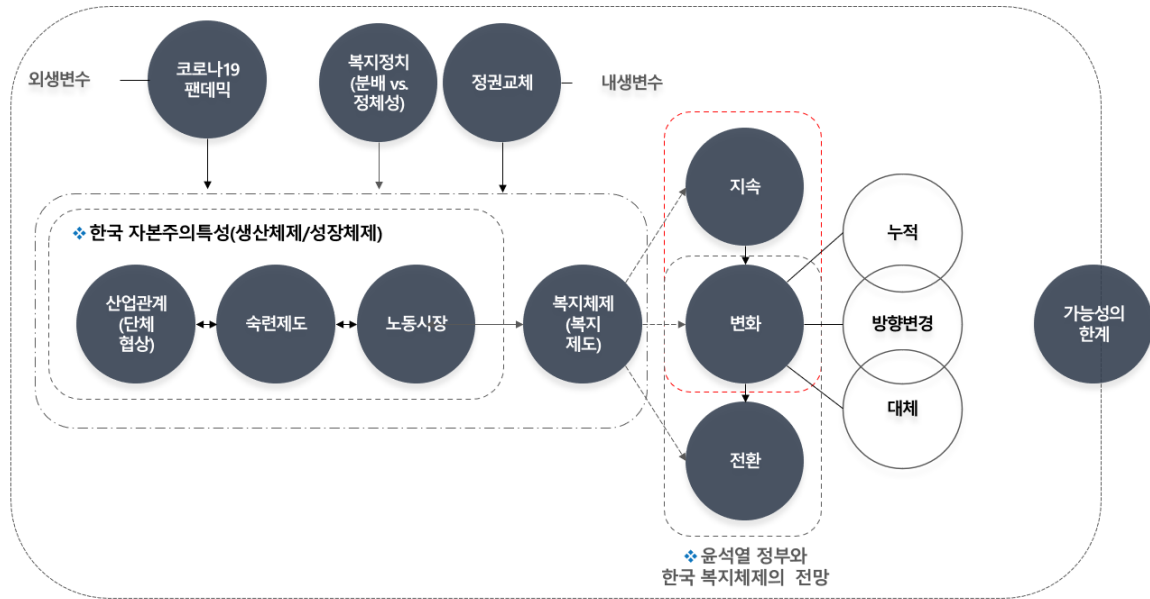 외생변수
코로나19
팬데믹
복지정치
(분배 vs.
정체성)
정권교체
내생변수
❖ 한국 자본주의특성(생산체제/성장체제)
산업관계
(단체
협상)
숙련제도
노동시장
복지체제
(복지
제도)
지속
변화
전환
누적
방향변경
대체
가능성의
한계
❖ 윤석열 정부와
한국 복지체제의 전망